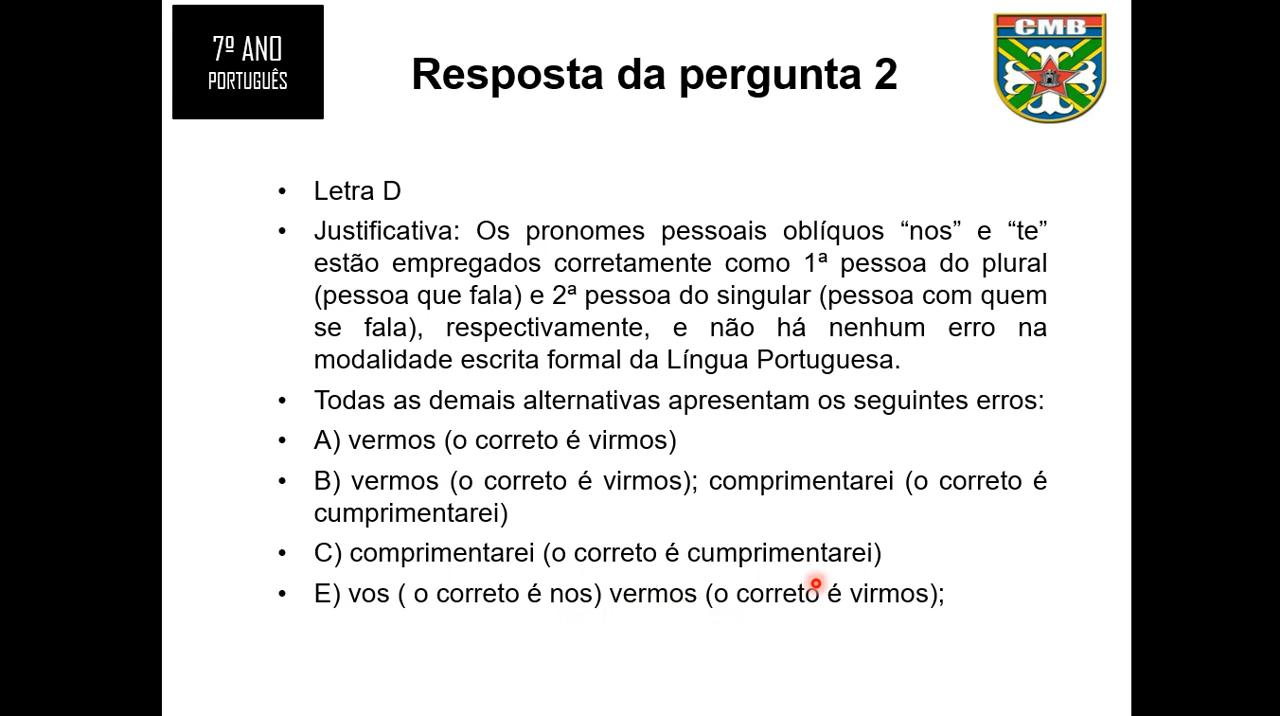 7º ANO
PORTUGUÊS
CMB
Resposta da pergunta 2
• Letra D
• Justificativa: Os pronomes pessoais oblíquos “nos” e “te”
estão empregados corretamente como 1ª pessoa do plural
(pessoa que fala) e 2ª pessoa do singular (pessoa com quem
se fala), respectivamente, e não há nenhum erro na
modalidade escrita formal da Língua Portuguesa.
• Todas as demais alternativas apresentam os seguintes erros:
• A) vermos (o correto é virmos)
• B) vermos (o correto é virmos); comprimentarei (o correto é
cumprimentarei)
• C) comprimentarei (o correto é cumprimentarei)
• E) vos ( o correto é nos) vermos (o correto é virmos);